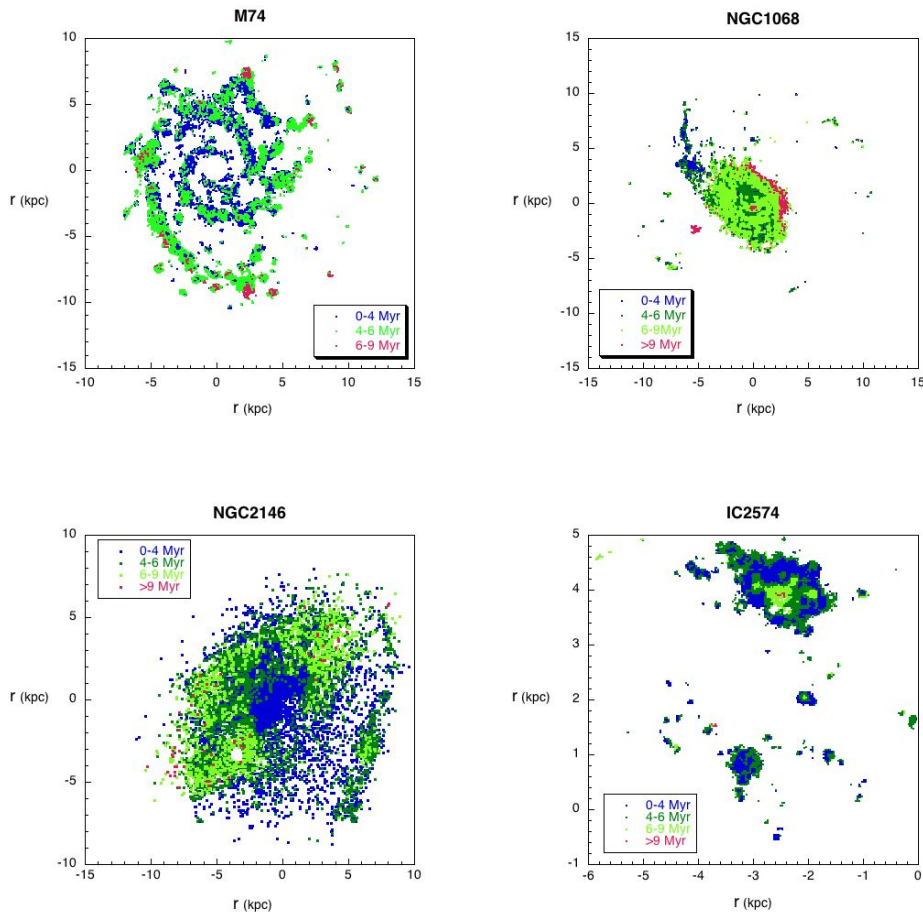 M74
10
5
0
-5
-10
-15
r (kpc)
0-4 Myr
4-6 Myr
6-9 Myr
-10 -5 0 5 10 15
r (kpc)
NGC1068
15
10
5
0
-5
-10
-15
r (kpc)
0-4 Myr
4-6 Myr
6-9Myr
>9 Myr
-15 -10 -5 0 5 10 15
r (kpc)
NGC2146
10
5
0
-5
-10
r (kpc)
0-4 Myr
4-6 Myr
6-9 Myr
>9 Myr
-15 -10 -5 0 5 10
r (kpc)
IC2574
5
4
3
2
1
0
-1
r (kpc)
0-4 Myr
4-6 Myr
6-9 Myr
>9 Myr
-6 -5 -4 -3 -2 -1 0
r (kpc)